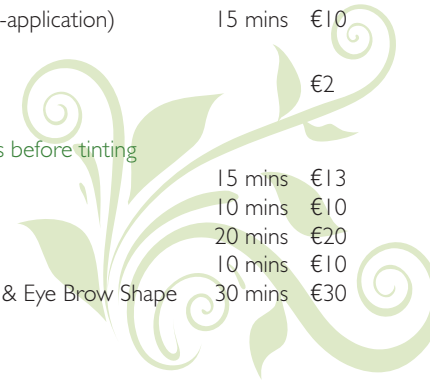 -application) 15 mins €10
€2
s before tinting
15 mins €13
10 mins €10
20 mins €20
10 mins €10
& Eye Brow Shape 30 mins €30